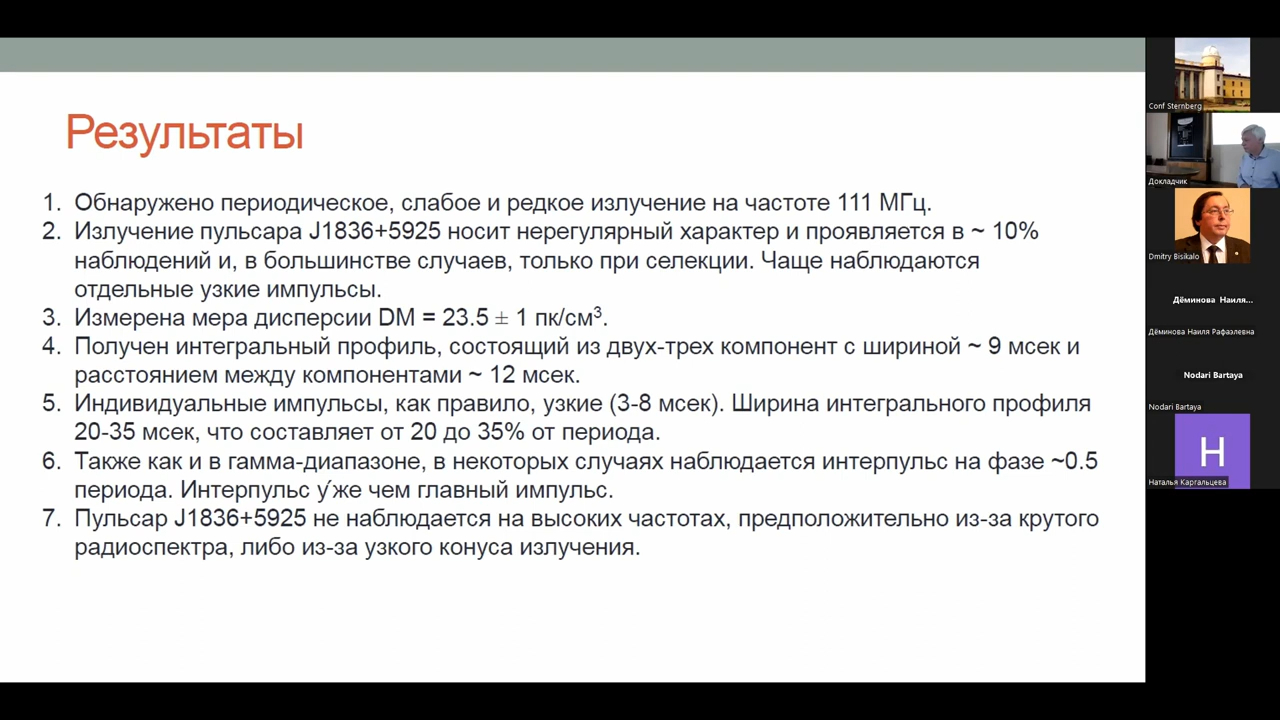 Результаты
1. Обнаружено периодическое, слабое и редкое излучение на частоте 111 МГц.
2. Излучение пульсара J1836+5925 носит нерегулярный характер и проявляется в ~ 10%
наблюдений и, в большинстве случаев, только при селекции. Чаще наблюдаются
отдельные узкие импульсы.
3. Измерена мера дисперсии DM = 23.5 ± 1 пк/см³.
4. Получен интегральный профиль, состоящий из двух-трех компонент с шириной ~ 9 мсек и
расстоянием между компонентами ~ 12 мсек.
5. Индивидуальные импульсы, как правило, узкие (3-8 мсек). Ширина интегрального профиля
20-35 мсек, что составляет от 20 до 35% от периода.
6. Также как и в гамма-диапазоне, в некоторых случаях наблюдается интерпульс на фазе ~0.5
периода. Интерпульс у́же чем главный импульс.
7. Пульсар J1836+5925 не наблюдается на высоких частотах, предположительно из-за крутого
радиоспектра, либо из-за узкого конуса излучения.
Conf Sternberg
Докладчик
Dmitry Bisikalo
Дёминова Наиля...
Дёминова Наиля Рафаэлевна
Nodari Bartaya
Nodari Bartaya
Н
Наталья Каргальцева